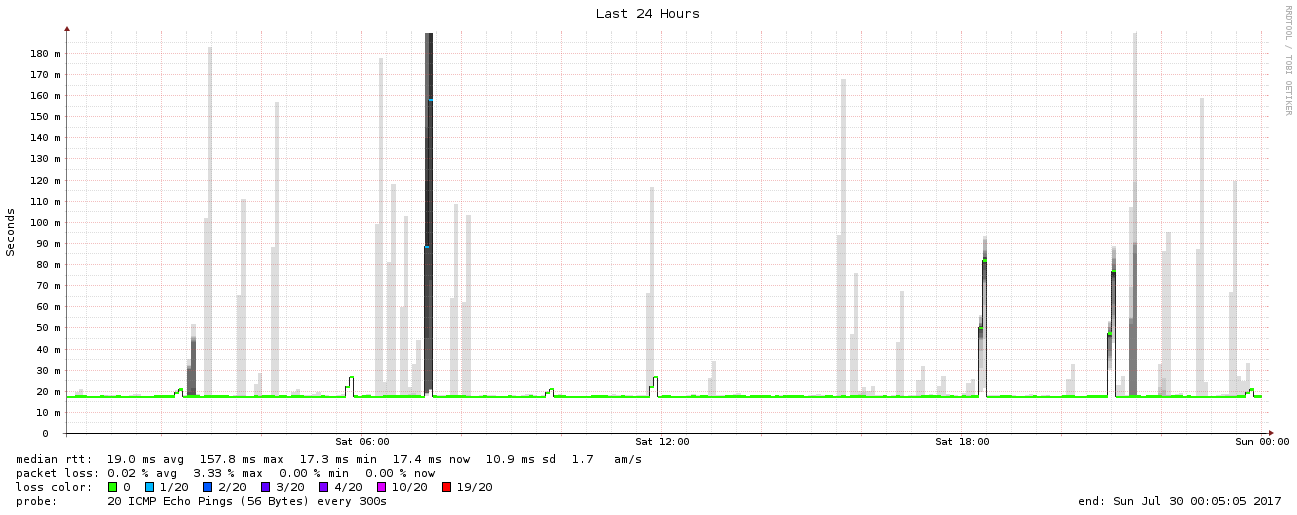 Last 24 Hours
RRDTOOL / TOBI OETIKER
Seconds
180 m
170 m
160 m
150 m
140 m
130 m
120 m
110 m
100 m
90 m
80 m
70 m
60 m
50 m
40 m
30 m
20 m
10 m
0
Sat 06:00 Sat 12:00 Sat 18:00 Sun 00:00
median rtt: 19.0 ms avg 157.8 ms max 17.3 ms min 17.4 ms now 10.9 ms sd 1.7 am/s
packet loss: 0.02 % avg 3.33 % max 0.00 % min 0.00 % now
loss color: 0 1/20 2/20 3/20 4/20 10/20 19/20
probe: 20 ICMP Echo Pings (56 Bytes) every 300s end: Sun Jul 30 00:05:05 2017